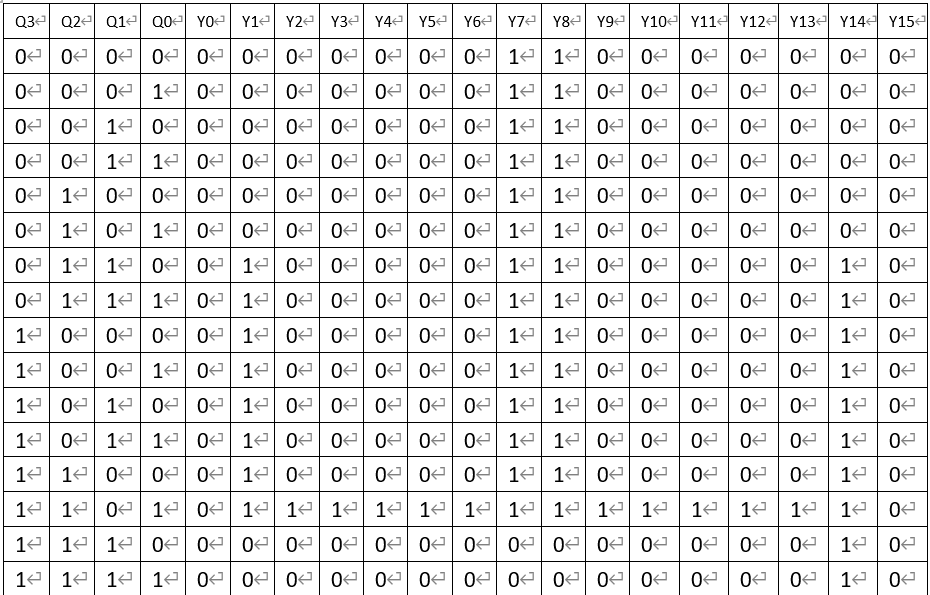 Q3↵ Q2↵ Q1↵ Q0↵ Y0↵ Y1↵ Y2↵ Y3↵ Y4↵ Y5↵ Y6↵ Y7↵ Y8↵ Y9↵ Y10↵ Y11↵ Y12↵ Y13↵ Y14↵ Y15↵
0↵ 0↵ 0↵ 0↵ 0↵ 0↵ 0↵ 0↵ 0↵ 0↵ 0↵ 1↵ 1↵ 0↵ 0↵ 0↵ 0↵ 0↵ 0↵ 0↵
0↵ 0↵ 0↵ 1↵ 0↵ 0↵ 0↵ 0↵ 0↵ 0↵ 0↵ 1↵ 1↵ 0↵ 0↵ 0↵ 0↵ 0↵ 0↵ 0↵
0↵ 0↵ 1↵ 0↵ 0↵ 0↵ 0↵ 0↵ 0↵ 0↵ 0↵ 1↵ 1↵ 0↵ 0↵ 0↵ 0↵ 0↵ 0↵ 0↵
0↵ 0↵ 1↵ 1↵ 0↵ 0↵ 0↵ 0↵ 0↵ 0↵ 0↵ 1↵ 1↵ 0↵ 0↵ 0↵ 0↵ 0↵ 0↵ 0↵
0↵ 1↵ 0↵ 0↵ 0↵ 0↵ 0↵ 0↵ 0↵ 0↵ 0↵ 1↵ 1↵ 0↵ 0↵ 0↵ 0↵ 0↵ 0↵ 0↵
0↵ 1↵ 0↵ 1↵ 0↵ 0↵ 0↵ 0↵ 0↵ 0↵ 0↵ 1↵ 1↵ 0↵ 0↵ 0↵ 0↵ 0↵ 0↵ 0↵
0↵ 1↵ 1↵ 0↵ 0↵ 1↵ 0↵ 0↵ 0↵ 0↵ 0↵ 1↵ 1↵ 0↵ 0↵ 0↵ 0↵ 0↵ 1↵ 0↵
0↵ 1↵ 1↵ 1↵ 0↵ 1↵ 0↵ 0↵ 0↵ 0↵ 0↵ 1↵ 1↵ 0↵ 0↵ 0↵ 0↵ 0↵ 1↵ 0↵
1↵ 0↵ 0↵ 0↵ 0↵ 1↵ 0↵ 0↵ 0↵ 0↵ 0↵ 1↵ 1↵ 0↵ 0↵ 0↵ 0↵ 0↵ 1↵ 0↵
1↵ 0↵ 0↵ 1↵ 0↵ 1↵ 0↵ 0↵ 0↵ 0↵ 0↵ 1↵ 1↵ 0↵ 0↵ 0↵ 0↵ 0↵ 1↵ 0↵
1↵ 0↵ 1↵ 0↵ 0↵ 1↵ 0↵ 0↵ 0↵ 0↵ 0↵ 1↵ 1↵ 0↵ 0↵ 0↵ 0↵ 0↵ 1↵ 0↵
1↵ 0↵ 1↵ 1↵ 0↵ 1↵ 0↵ 0↵ 0↵ 0↵ 0↵ 1↵ 1↵ 0↵ 0↵ 0↵ 0↵ 0↵ 1↵ 0↵
1↵ 1↵ 0↵ 0↵ 0↵ 1↵ 0↵ 0↵ 0↵ 0↵ 0↵ 1↵ 1↵ 0↵ 0↵ 0↵ 0↵ 0↵ 1↵ 0↵
1↵ 1↵ 0↵ 1↵ 0↵ 1↵ 1↵ 1↵ 1↵ 1↵ 1↵ 1↵ 1↵ 1↵ 1↵ 1↵ 1↵ 1↵ 1↵ 0↵
1↵ 1↵ 1↵ 0↵ 0↵ 0↵ 0↵ 0↵ 0↵ 0↵ 0↵ 0↵ 0↵ 0↵ 0↵ 0↵ 0↵ 0↵ 1↵ 0↵
1↵ 1↵ 1↵ 1↵ 0↵ 0↵ 0↵ 0↵ 0↵ 0↵ 0↵ 0↵ 0↵ 0↵ 0↵ 0↵ 0↵ 0↵ 1↵ 0↵